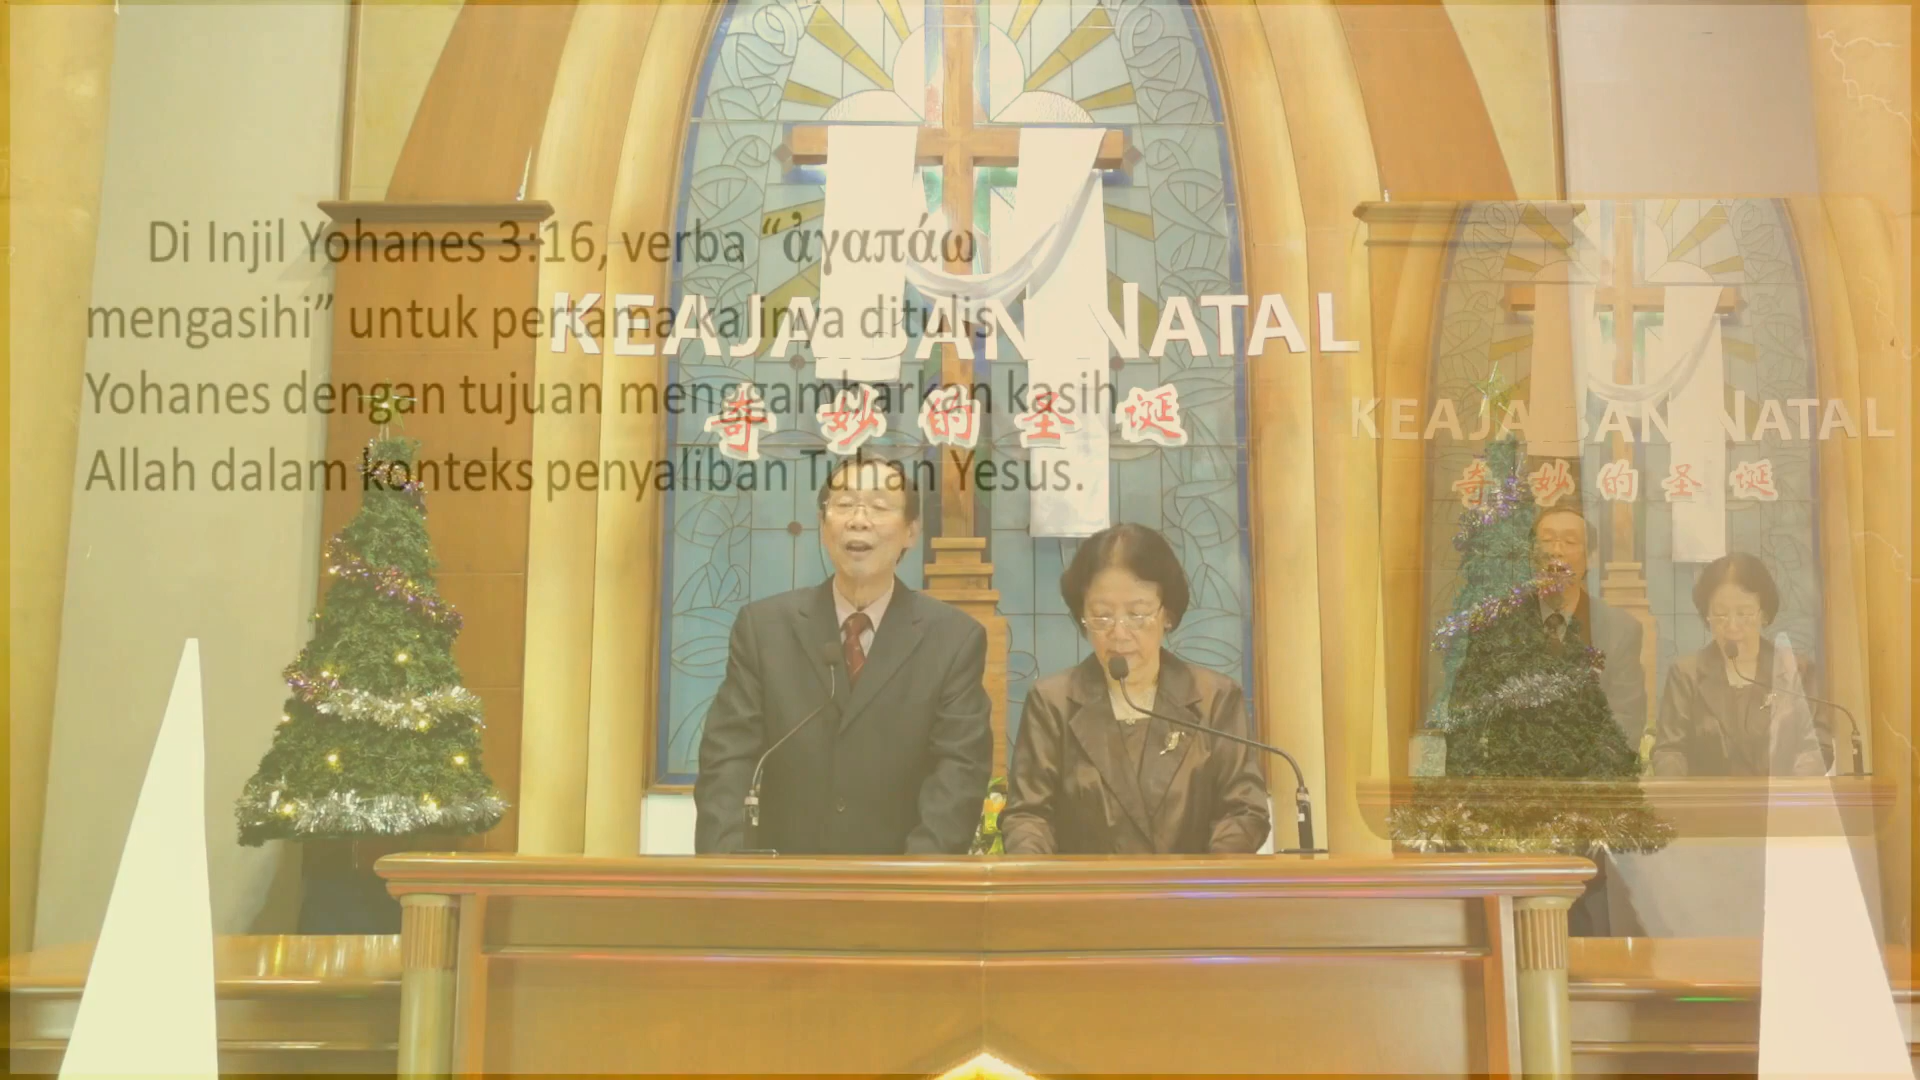 Di Injil Yohanes 3:16, verba “ἀγαπάω
mengasihi” untuk pertama kalinya ditulis
Yohanes dengan tujuan menggambarkan kasih
Allah dalam konteks penyaliban Tuhan Yesus.
KEAJAIBAN NATAL
奇妙的圣诞
KEAJAIBAN NATAL
奇妙的圣诞